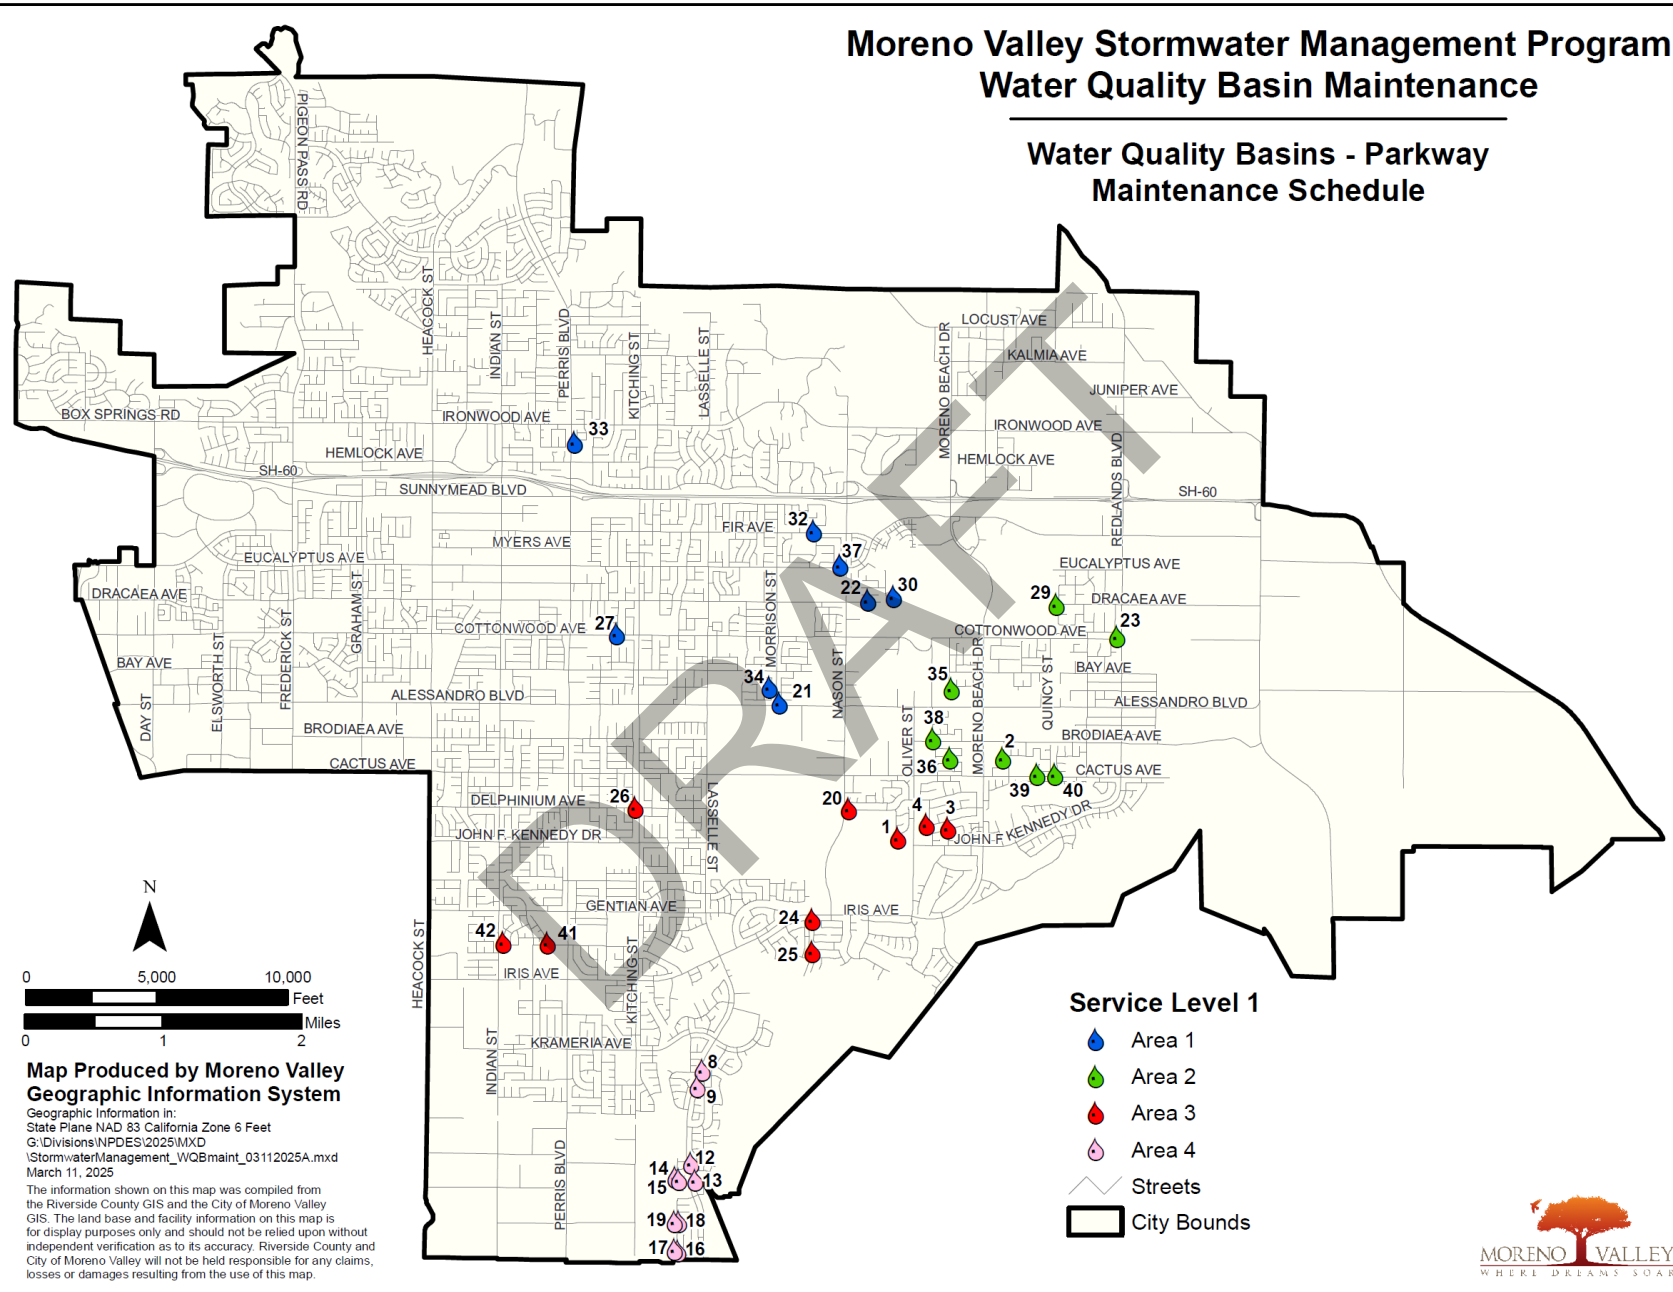 Moreno Valley Stormwater Management Program
Water Quality Basin Maintenance
Water Quality Basins - Parkway
Maintenance Schedule
PIGEON PASS RD
HEACOCK ST
INDIAN ST
PERRIS BLVD
KITCHING ST
LASSELLE ST
MORENO BEACH DR
LOCUST AVE
KALMIA AVE
JUNIPER AVE
BOX SPRINGS RD
IRONWOOD AVE
IRONWOOD AVE
33
HEMLOCK AVE
HEMLOCK AVE
REDLANDS BLVD
SH-60
SUNNYMEAD BLVD
SH-60
FIR AVE
32
MYERS AVE
37
EUCALYPTUS AVE
EUCALYPTUS AVE
DRACAEA AVE
GRAHAM ST
MORRISON ST
22
30
29
DRACAEA AVE
27
COTTONWOOD AVE
COTTONWOOD AVE
23
FREDERICK ST
ELSWORTH ST
BAY AVE
BAY AVE
NASON ST
MORENO BEACH DR
QUINCY ST
34
21
35
ALESSANDRO BLVD
ALESSANDRO BLVD
DAY ST
BRODIAEA AVE
OLIVER ST
38
2
BRODIAEA AVE
CACTUS AVE
36
39
40
CACTUS AVE
DELPHINIUM AVE
26
LASSELLE ST
20
4
3
1
JOHN F. KENNEDY DR
JOHN F KENNEDY DR
DRAFT
N
GENTIAN AVE
24
IRIS AVE
42
41
25
HEACOCK ST
IRIS AVE
KITCHING ST
0 5,000 10,000
Feet
Miles
0 1 2
INDIAN ST
KRAMERIA AVE
8
9
Map Produced by Moreno Valley
Geographic Information System
Geographic Information in:
State Plane NAD 83 California Zone 6 Feet
G:\Divisions\NPDES\2025\MXD
\StormwaterManagement_WQBmaint_03112025A.mxd
March 11, 2025
The information shown on this map was compiled from
the Riverside County GIS and the City of Moreno Valley
GIS. The land base and facility information on this map is
for display purposes only and should not be relied upon without
independent verification as to its accuracy. Riverside County and
City of Moreno Valley will not be held responsible for any claims,
losses or damages resulting from the use of this map.
PERRIS BLVD
12
14
15
13
19
18
17
16
Service Level 1
Area 1
Area 2
Area 3
Area 4
Streets
City Bounds
MORENO VALLEY
WHERE DREAMS SOAR